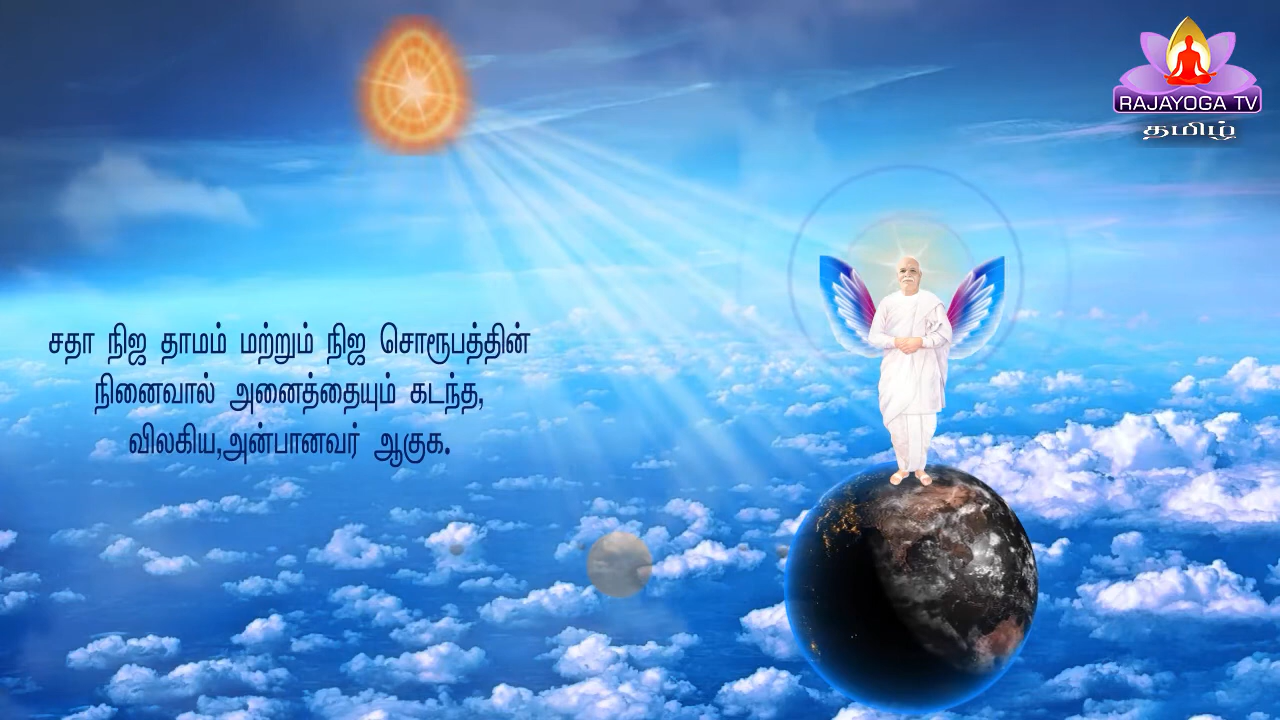 RAJAYOGA TV
தமிழ்
சதா நிஜ தாமம் மற்றும் நிஜ சொரூபத்தின்
நினைவால் அனைத்தையும் கடந்த,
விலகிய,அன்பானவர் ஆகுக.